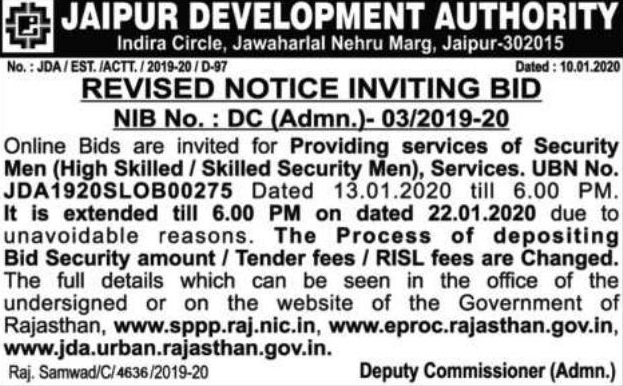 JAIPUR DEVELOPMENT AUTHORITY
Indira Circle, Jawaharlal Nehru Marg, Jaipur-302015
No. : JDA / EST. /ACTT. / 2019-20 / D-97 Dated : 10.01.2020
REVISED NOTICE INVITING BID
NIB No. : DC (Admn.)- 03/2019-20
Online Bids are invited for Providing services of Security
Men (High Skilled / Skilled Security Men), Services. UBN No.
JDA1920SLOB00275 Dated 13.01.2020 till 6.00 PM.
It is extended till 6.00 PM on dated 22.01.2020 due to
unavoidable reasons. The Process of depositing
Bid Security amount / Tender fees / RISL fees are Changed.
The full details which can be seen in the office of the
undersigned or on the website of the Government of
Rajasthan, www.sppp.raj.nic.in, www.eproc.rajasthan.gov.in,
www.jda.urban.rajasthan.gov.in.
Raj. Samwad/C/4636/2019-20 Deputy Commissioner (Admn.)